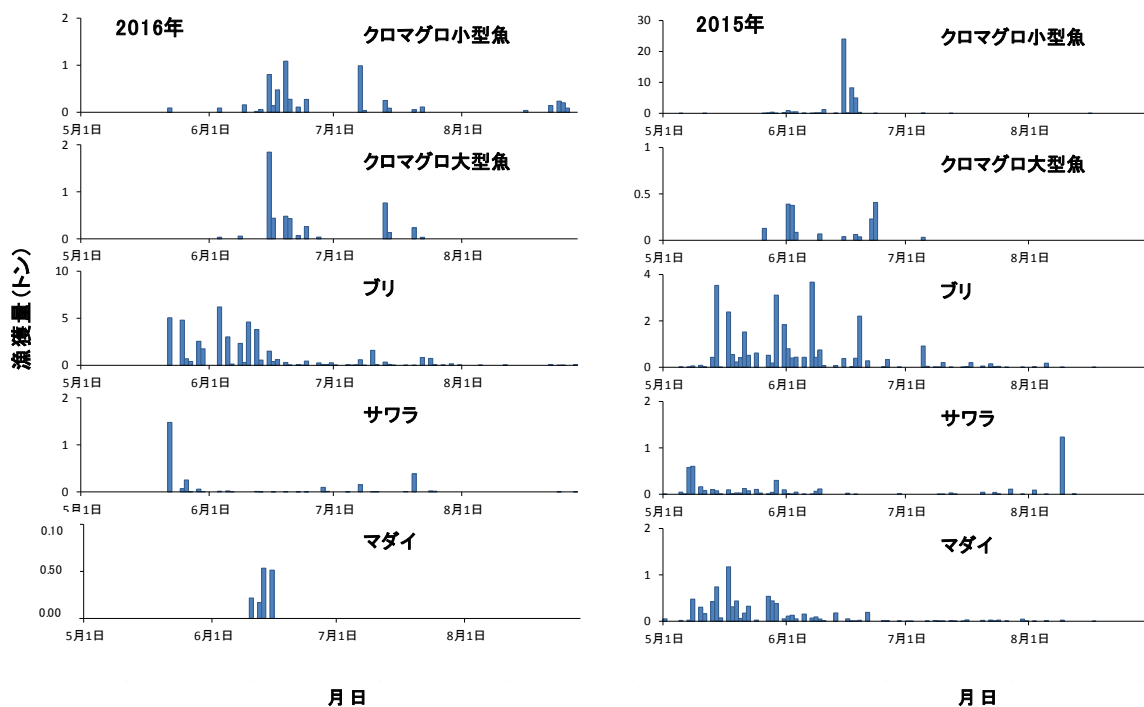 漁獲量(トン)
2016年
クロマグロ小型魚
2
1
0
5月1日 6月1日 7月1日 8月1日
クロマグロ大型魚
2
1
0
5月1日 6月1日 7月1日 8月1日
ブリ
10
5
0
5月1日 6月1日 7月1日 8月1日
サワラ
2
1
0
5月1日 6月1日 7月1日 8月1日
マダイ
0.10
0.50
0.00
5月1日 6月1日 7月1日 8月1日
月日
2015年
クロマグロ小型魚
30
20
10
0
5月1日 6月1日 7月1日 8月1日
クロマグロ大型魚
1
0.5
0
5月1日 6月1日 7月1日 8月1日
ブリ
4
2
0
5月1日 6月1日 7月1日 8月1日
サワラ
2
1
0
5月1日 6月1日 7月1日 8月1日
マダイ
2
1
0
5月1日 6月1日 7月1日 8月1日
月日